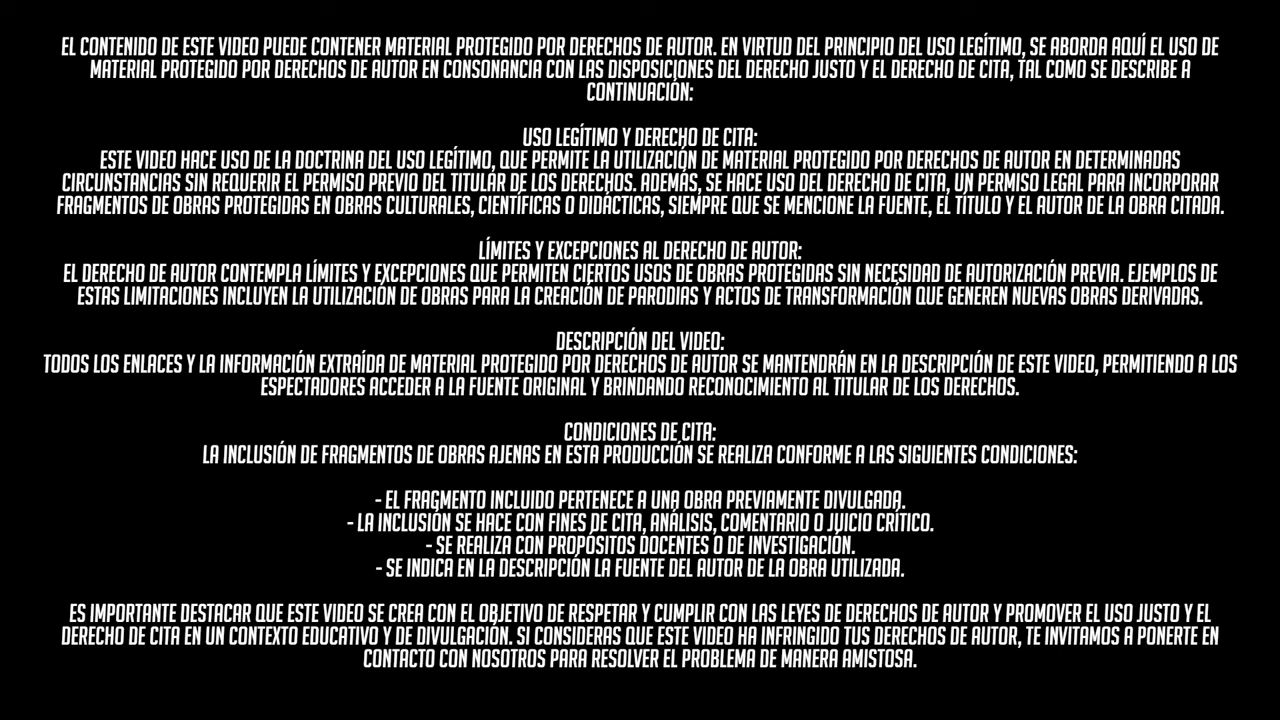 EL CONTENIDO DE ESTE VIDEO PUEDE CONTENER MATERIAL PROTEGIDO POR DERECHOS DE AUTOR. EN VIRTUD DEL PRINCIPIO DEL USO LEGÍTIMO, SE ABORDA AQUÍ EL USO DE
MATERIAL PROTEGIDO POR DERECHOS DE AUTOR EN CONSONANCIA CON LAS DISPOSICIONES DEL DERECHO JUSTO Y EL DERECHO DE CITA, TAL COMO SE DESCRIBE A
CONTINUACIÓN:
USO LEGÍTIMO Y DERECHO DE CITA:
ESTE VIDEO HACE USO DE LA DOCTRINA DEL USO LEGÍTIMO, QUE PERMITE LA UTILIZACIÓN DE MATERIAL PROTEGIDO POR DERECHOS DE AUTOR EN DETERMINADAS
CIRCUNSTANCIAS SIN REQUERIR EL PERMISO PREVIO DEL TITULAR DE LOS DERECHOS. ADEMÁS, SE HACE USO DEL DERECHO DE CITA, UN PERMISO LEGAL PARA INCORPORAR
FRAGMENTOS DE OBRAS PROTEGIDAS EN OBRAS CULTURALES, CIENTÍFICAS O DIDÁCTICAS, SIEMPRE QUE SE MENCIONE LA FUENTE, EL TÍTULO Y EL AUTOR DE LA OBRA CITADA.
LÍMITES Y EXCEPCIONES AL DERECHO DE AUTOR:
EL DERECHO DE AUTOR CONTEMPLA LÍMITES Y EXCEPCIONES QUE PERMITEN CIERTOS USOS DE OBRAS PROTEGIDAS SIN NECESIDAD DE AUTORIZACIÓN PREVIA. EJEMPLOS DE
ESTAS LIMITACIONES INCLUYEN LA UTILIZACIÓN DE OBRAS PARA LA CREACIÓN DE PARODIAS Y ACTOS DE TRANSFORMACIÓN QUE GENEREN NUEVAS OBRAS DERIVADAS.
DESCRIPCIÓN DEL VIDEO:
TODOS LOS ENLACES Y LA INFORMACIÓN EXTRAÍDA DE MATERIAL PROTEGIDO POR DERECHOS DE AUTOR SE MANTENDRÁN EN LA DESCRIPCIÓN DE ESTE VIDEO, PERMITIENDO A LOS
ESPECTADORES ACCEDER A LA FUENTE ORIGINAL Y BRINDANDO RECONOCIMIENTO AL TITULAR DE LOS DERECHOS.
CONDICIONES DE CITA:
LA INCLUSIÓN DE FRAGMENTOS DE OBRAS AJENAS EN ESTA PRODUCCIÓN SE REALIZA CONFORME A LAS SIGUIENTES CONDICIONES:
- EL FRAGMENTO INCLUIDO PERTENECE A UNA OBRA PREVIAMENTE DIVULGADA.
- LA INCLUSIÓN SE HACE CON FINES DE CITA, ANÁLISIS, COMENTARIO O JUICIO CRÍTICO.
- SE REALIZA CON PROPÓSITOS DOCENTES O DE INVESTIGACIÓN.
- SE INDICA EN LA DESCRIPCIÓN LA FUENTE DEL AUTOR DE LA OBRA UTILIZADA.
ES IMPORTANTE DESTACAR QUE ESTE VIDEO SE CREA CON EL OBJETIVO DE RESPETAR Y CUMPLIR CON LAS LEYES DE DERECHOS DE AUTOR Y PROMOVER EL USO JUSTO Y EL
DERECHO DE CITA EN UN CONTEXTO EDUCATIVO Y DE DIVULGACIÓN. SI CONSIDERAS QUE ESTE VIDEO HA INFRINGIDO TUS DERECHOS DE AUTOR, TE INVITAMOS A PONERTE EN
CONTACTO CON NOSOTROS PARA RESOLVER EL PROBLEMA DE MANERA AMISTOSA.